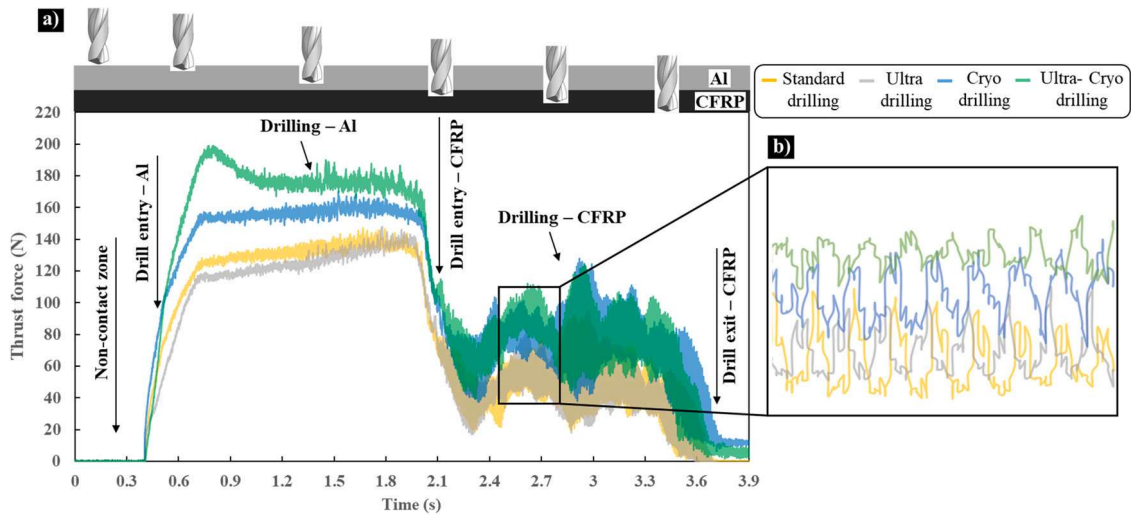 a)
Al
CFRP
Standard drilling
Ultra drilling
Cryo drilling
Ultra- Cryo drilling
b)
220
200
180
160
140
120
100
80
60
40
20
0
Thrust force (N)
Non-contact zone
Drill entry – Al
Drilling – Al
Drill entry – CFRP
Drilling – CFRP
Drill exit – CFRP
0 0.3 0.6 0.9 1.2 1.5 1.8 2.1 2.4 2.7 3 3.3 3.6 3.9
Time (s)